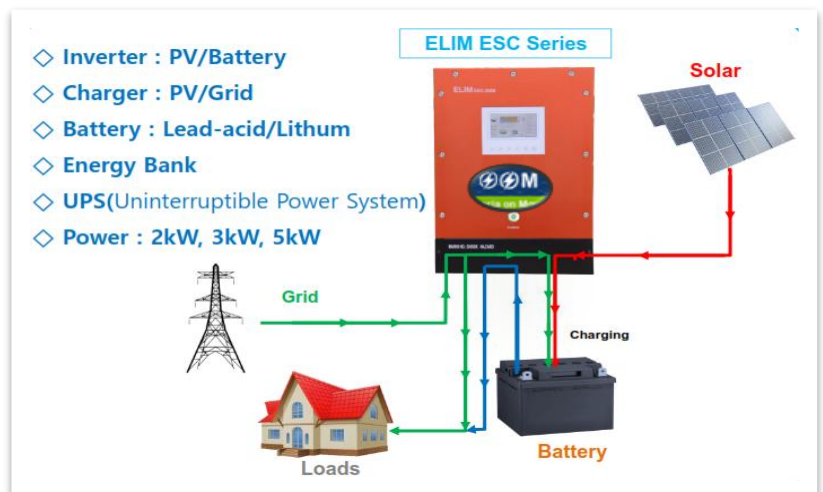 ELIM ESC Series
◇ Inverter : PV/Battery
◇ Charger : PV/Grid
◇ Battery : Lead-acid/Lithum
◇ Energy Bank
◇ UPS(Uninterruptible Power System)
◇ Power : 2kW, 3kW, 5kW
Solar
ELIM
M
Grid
Charging
Battery
Loads